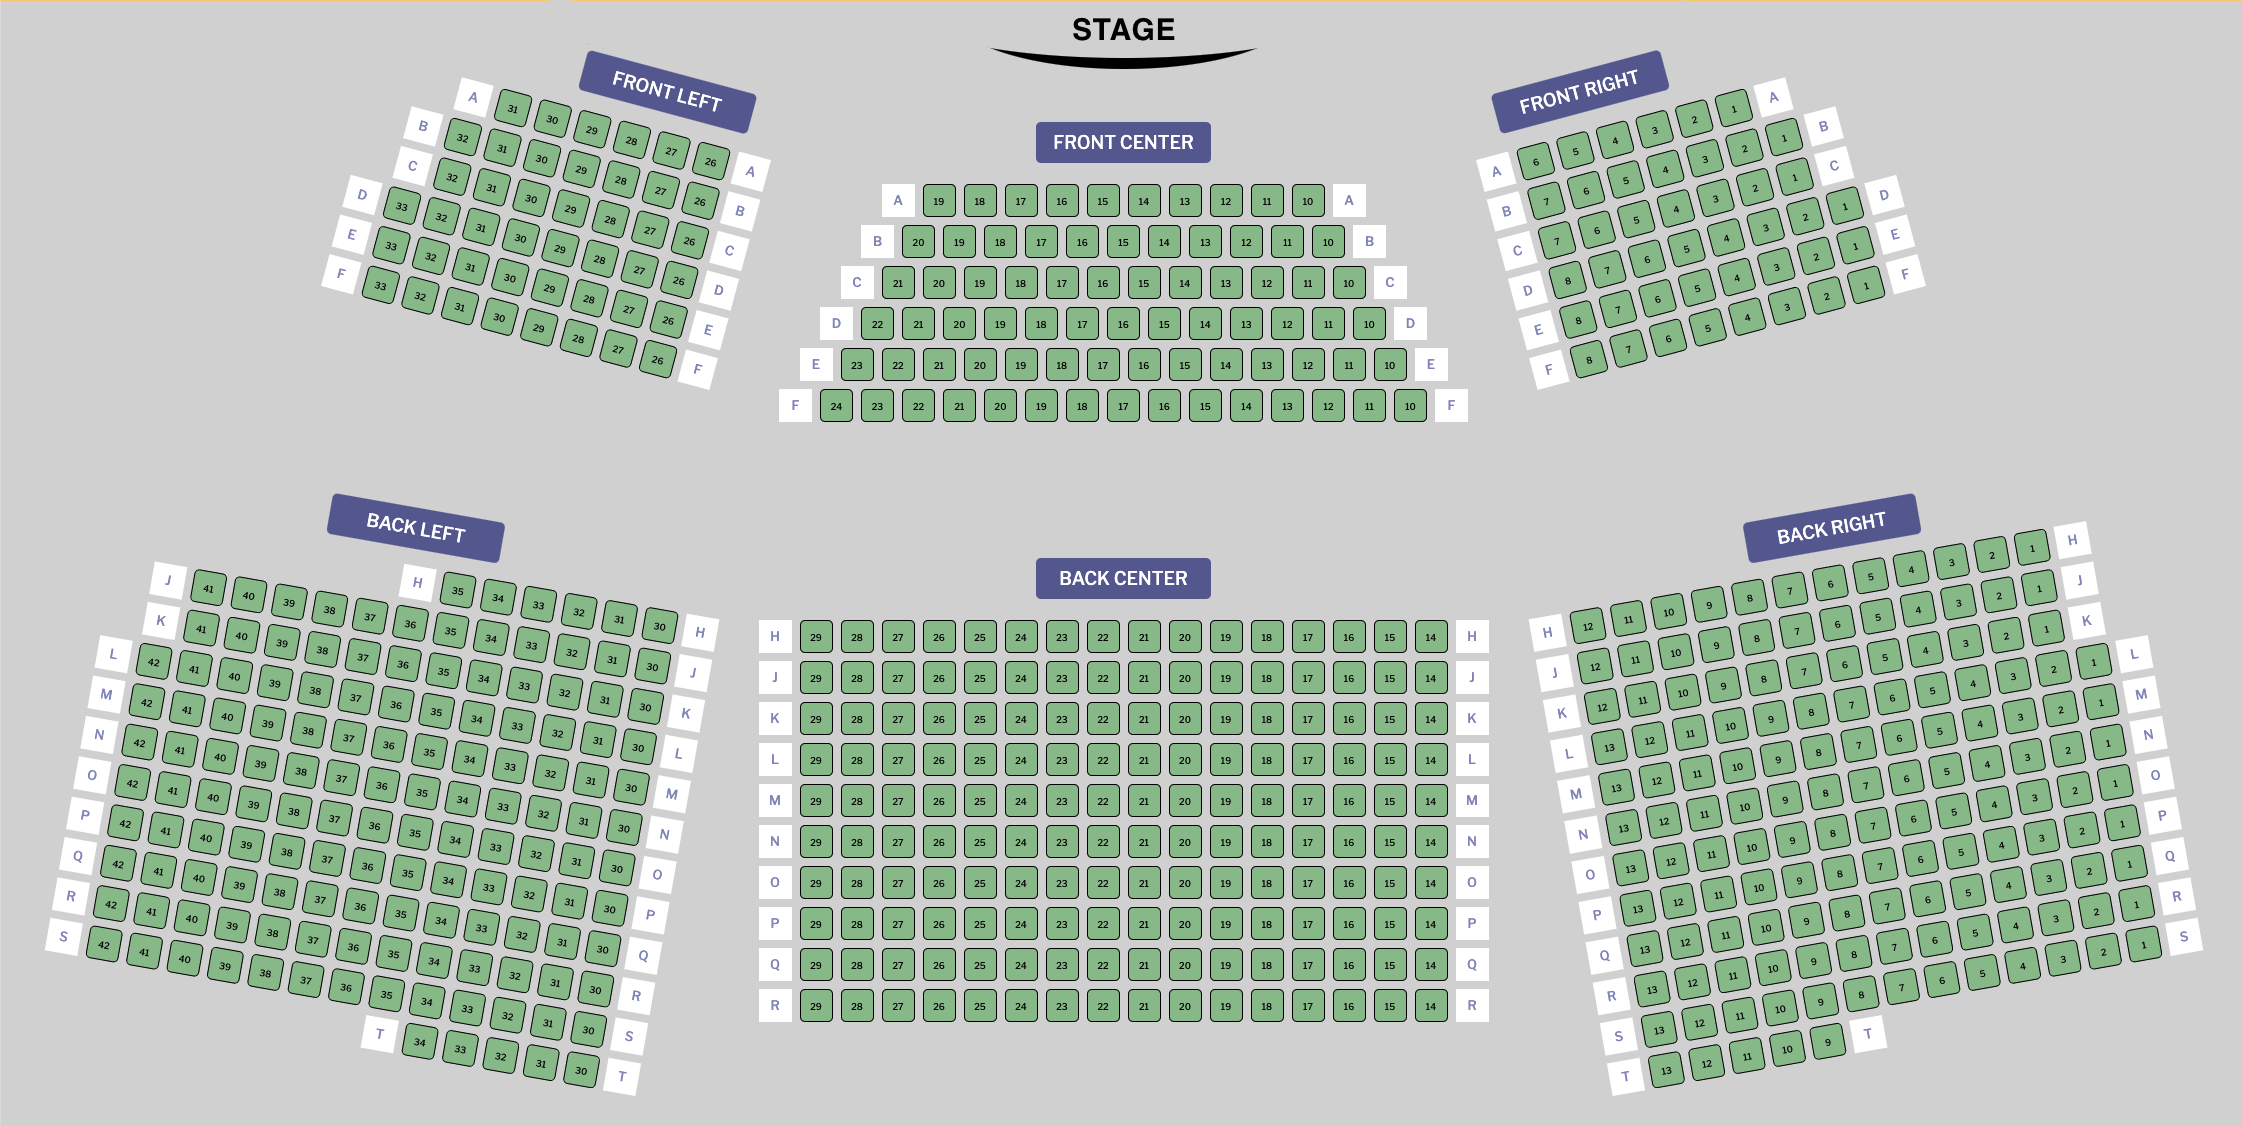 STAGE
FRONT LEFT
A 31 30 29 28 27 26 A
B 32 31 30 29 28 27 26 B
C 32 31 30 29 28 27 26 C
D 33 32 31 30 29 28 27 26 D
E 33 32 31 30 29 28 27 26 E
F 33 32 31 30 29 28 27 26 F
FRONT CENTER
A 19 18 17 16 15 14 13 12 11 10 A
B 20 19 18 17 16 15 14 13 12 11 10 B
C 21 20 19 18 17 16 15 14 13 12 11 10 C
D 22 21 20 19 18 17 16 15 14 13 12 11 10 D
E 23 22 21 20 19 18 17 16 15 14 13 12 11 10 E
F 24 23 22 21 20 19 18 17 16 15 14 13 12 11 10 F
FRONT RIGHT
A 6 5 4 3 2 1 A
B 7 6 5 4 3 2 1 B
C 7 6 5 4 3 2 1 C
D 8 7 6 5 4 3 2 1 D
E 8 7 6 5 4 3 2 1 E
F 8 7 6 5 4 3 2 1 F
BACK LEFT
H 35 34 33 32 31 30 H
J 41 40 39 38 37 36 35 34 33 32 31 30 J
K 41 40 39 38 37 36 35 34 33 32 31 30 K
L 42 41 40 39 38 37 36 35 34 33 32 31 30 L
M 42 41 40 39 38 37 36 35 34 33 32 31 30 M
N 42 41 40 39 38 37 36 35 34 33 32 31 30 N
O 42 41 40 39 38 37 36 35 34 33 32 31 30 O
P 42 41 40 39 38 37 36 35 34 33 32 31 30 P
Q 42 41 40 39 38 37 36 35 34 33 32 31 30 Q
R 42 41 40 39 38 37 36 35 34 33 32 31 30 R
S 42 41 40 39 38 37 36 35 34 33 32 31 30 S
T 34 33 32 31 30 T
BACK CENTER
H 29 28 27 26 25 24 23 22 21 20 19 18 17 16 15 14 H
J 29 28 27 26 25 24 23 22 21 20 19 18 17 16 15 14 J
K 29 28 27 26 25 24 23 22 21 20 19 18 17 16 15 14 K
L 29 28 27 26 25 24 23 22 21 20 19 18 17 16 15 14 L
M 29 28 27 26 25 24 23 22 21 20 19 18 17 16 15 14 M
N 29 28 27 26 25 24 23 22 21 20 19 18 17 16 15 14 N
O 29 28 27 26 25 24 23 22 21 20 19 18 17 16 15 14 O
P 29 28 27 26 25 24 23 22 21 20 19 18 17 16 15 14 P
Q 29 28 27 26 25 24 23 22 21 20 19 18 17 16 15 14 Q
R 29 28 27 26 25 24 23 22 21 20 19 18 17 16 15 14 R
BACK RIGHT
H 12 11 10 9 8 7 6 5 4 3 2 1 H
J 12 11 10 9 8 7 6 5 4 3 2 1 J
K 12 11 10 9 8 7 6 5 4 3 2 1 K
L 13 12 11 10 9 8 7 6 5 4 3 2 1 L
M 13 12 11 10 9 8 7 6 5 4 3 2 1 M
N 13 12 11 10 9 8 7 6 5 4 3 2 1 N
O 13 12 11 10 9 8 7 6 5 4 3 2 1 O
P 13 12 11 10 9 8 7 6 5 4 3 2 1 P
Q 13 12 11 10 9 8 7 6 5 4 3 2 1 Q
R 13 12 11 10 9 8 7 6 5 4 3 2 1 R
S 13 12 11 10 9 8 7 6 5 4 3 2 1 S
T 13 12 11 10 9 T